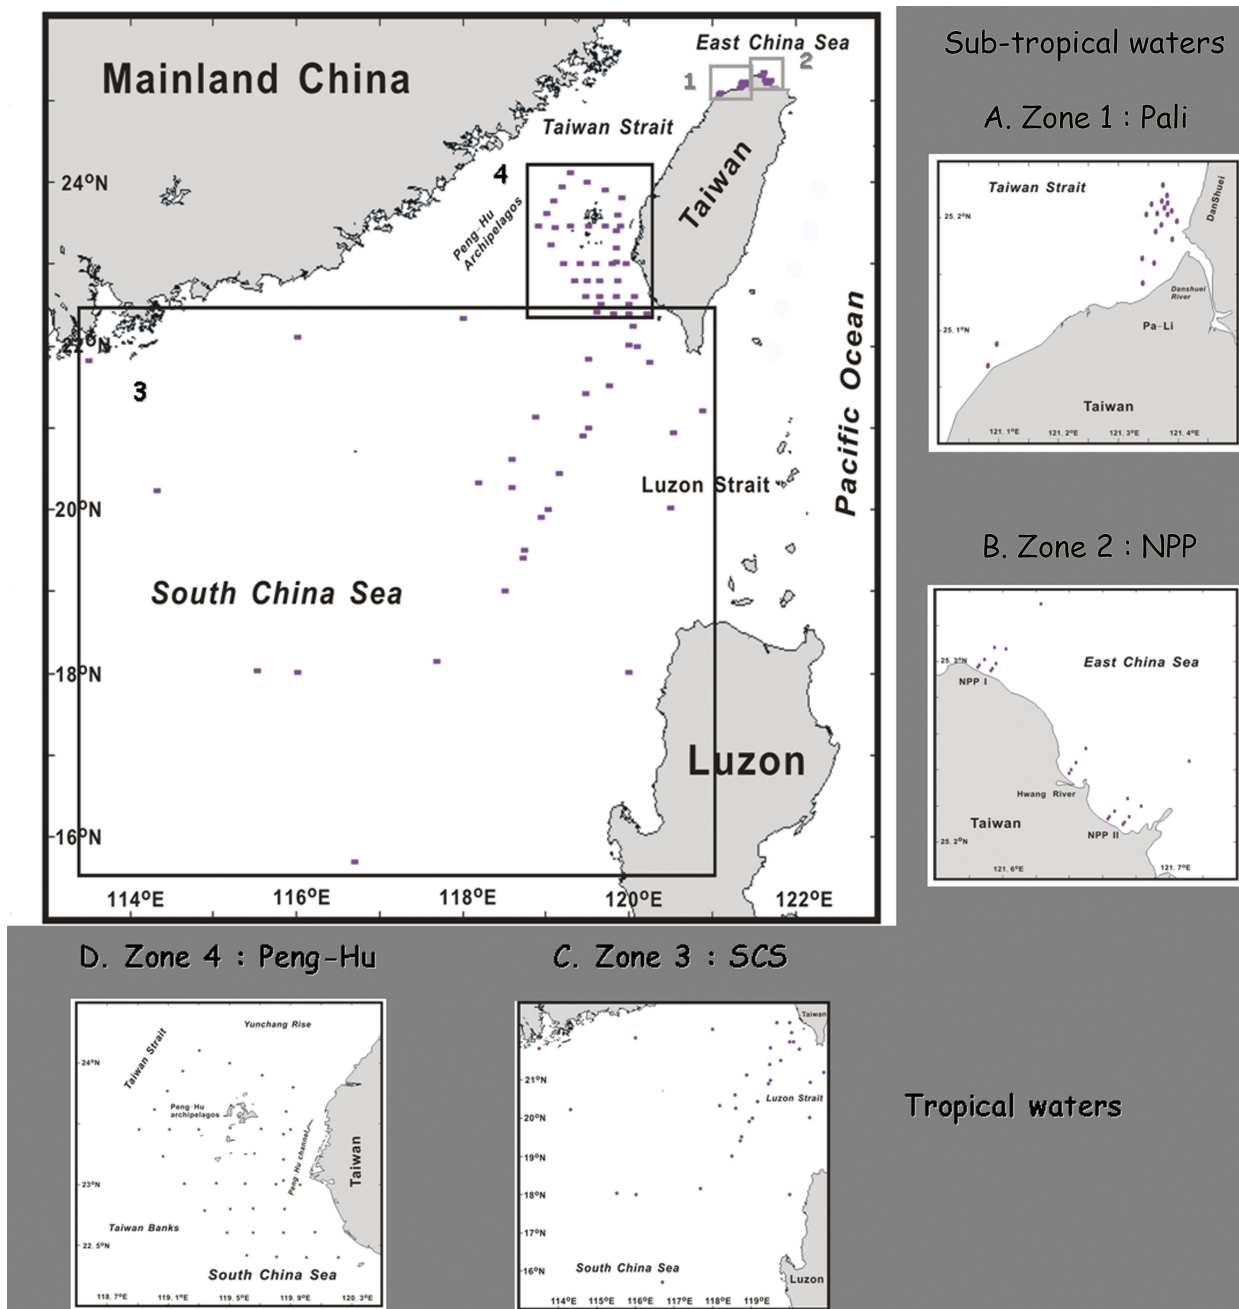 East China Sea
Mainland China
1
2
Taiwan Strait
4
24°N
Taiwan
Peng-Hu
Archipelagos
22°N
3
Pacific Ocean
20°N
Luzon Strait
South China Sea
18°N
Luzon
16°N
114°E
116°E
118°E
120°E
122°E
Sub-tropical waters
A. Zone 1 : Pali
Taiwan Strait
DanShuei
25.2°N
Danshuei
River
25.1°N
Pa-Li
Taiwan
121.1°E
121.2°E
121.3°E
121.4°E
B. Zone 2 : NPP
East China Sea
25.3°N
NPP I
Hwang River
Taiwan
NPP II
25.2°N
121.6°E
121.7°E
D. Zone 4 : Peng-Hu
Yunchang Rise
Taiwan Strait
24°N
Peng-Hu
archipelagos
Peng-Hu channel
Taiwan
23°N
Taiwan Banks
22.5°N
South China Sea
118.7°E
119.1°E
119.5°E
119.9°E
120.3°E
C. Zone 3 : SCS
Taiwan
21°N
Luzon Strait
20°N
19°N
18°N
17°N
16°N
South China Sea
Luzon
114°E
115°E
116°E
117°E
118°E
119°E
Tropical waters